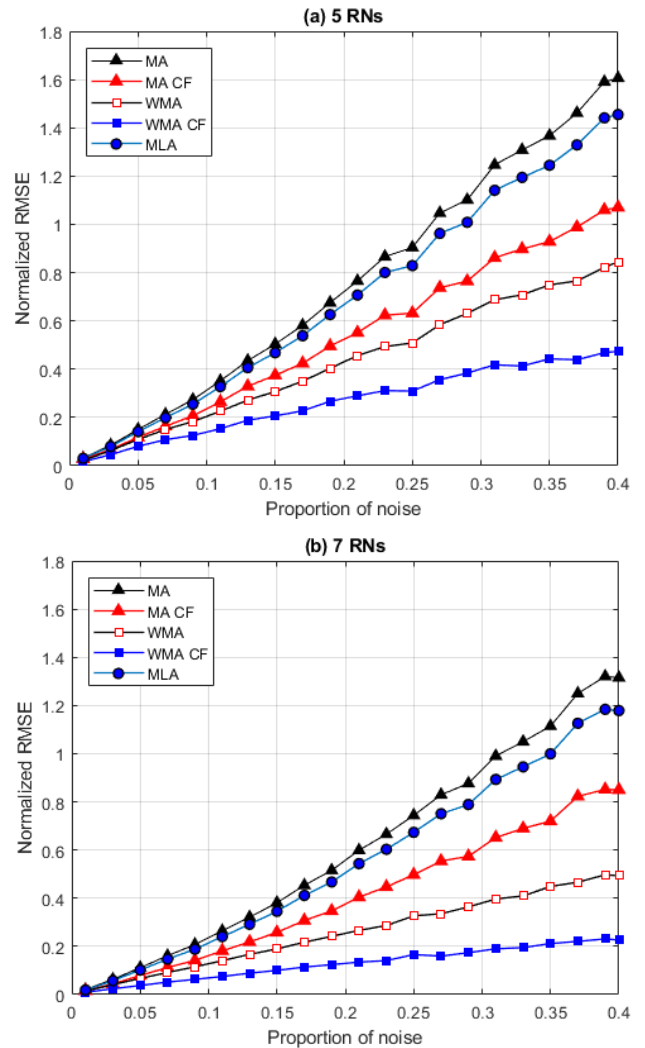 (a) 5 RNs
Normalized RMSE
1.8
1.6
1.4
1.2
1
0.8
0.6
0.4
0.2
0
MA
MA CF
WMA
WMA CF
MLA
0 0.05 0.1 0.15 0.2 0.25 0.3 0.35 0.4
Proportion of noise
(b) 7 RNs
Normalized RMSE
1.8
1.6
1.4
1.2
1
0.8
0.6
0.4
0.2
0
MA
MA CF
WMA
WMA CF
MLA
0 0.05 0.1 0.15 0.2 0.25 0.3 0.35 0.4
Proportion of noise